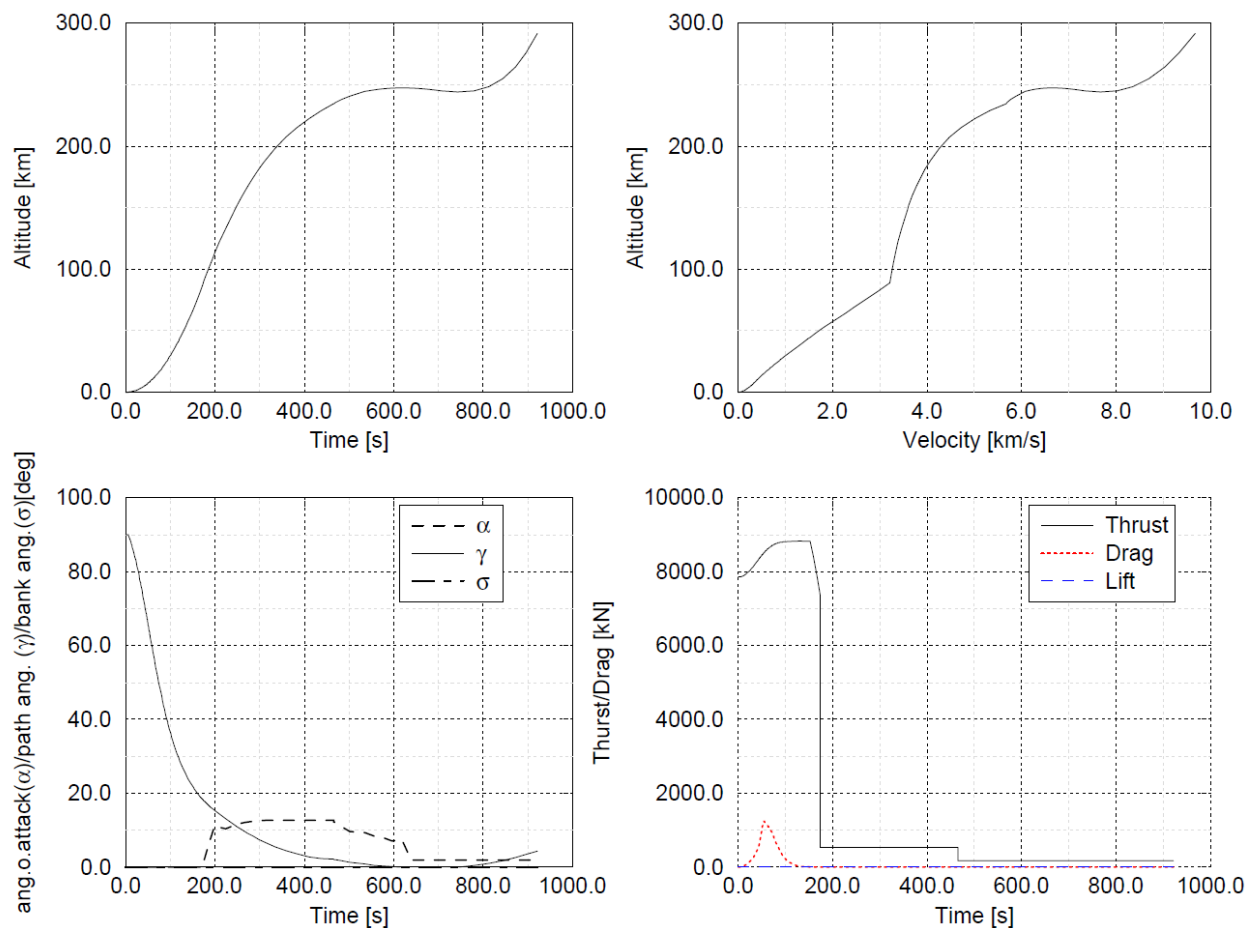 300.0
200.0
100.0
0.0
Altitude [km]
0.0 200.0 400.0 600.0 800.0 1000.0
Time [s]
300.0
200.0
100.0
0.0
Altitude [km]
0.0 2.0 4.0 6.0 8.0 10.0
Velocity [km/s]
100.0
80.0
60.0
40.0
20.0
0.0
ang.o.attack(α)/path ang. (γ)/bank ang.(σ)[deg]
α
γ
σ
0.0 200.0 400.0 600.0 800.0 1000.0
Time [s]
10000.0
8000.0
6000.0
4000.0
2000.0
0.0
Thurst/Drag [kN]
Thrust
Drag
Lift
0.0 200.0 400.0 600.0 800.0 1000.0
Time [s]